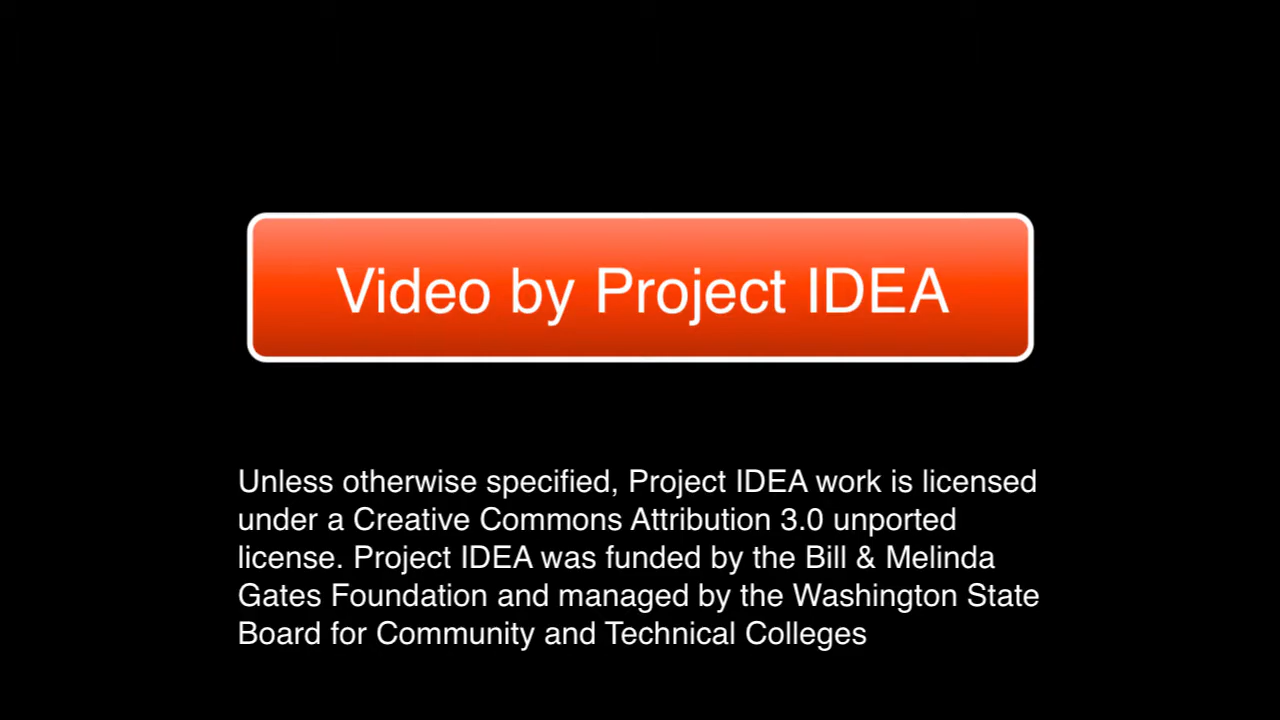 Video by Project IDEA
Unless otherwise specified, Project IDEA work is licensed
under a Creative Commons Attribution 3.0 unported
license. Project IDEA was funded by the Bill & Melinda
Gates Foundation and managed by the Washington State
Board for Community and Technical Colleges